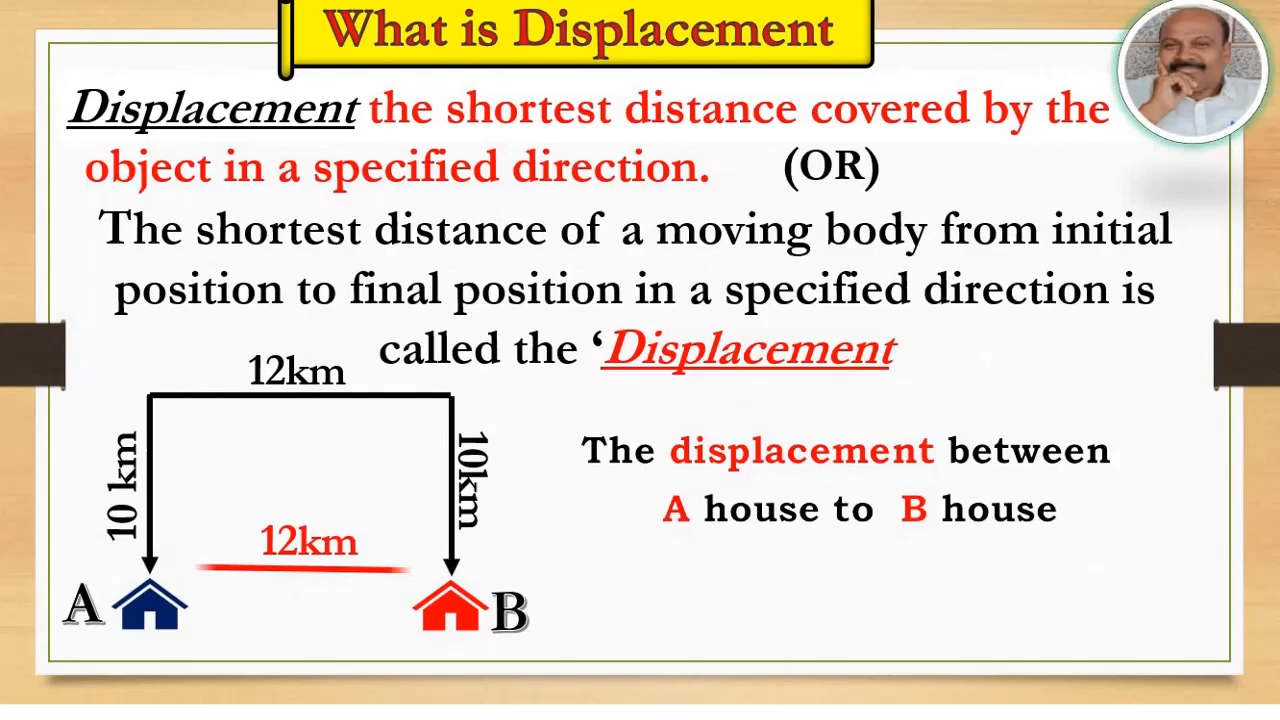 What is Displacement
Displacement the shortest distance covered by the
object in a specified direction. (OR)
The shortest distance of a moving body from initial
position to final position in a specified direction is
called the ‘Displacement
12km
10 km
10km
12km
A
B
The displacement between
A house to B house